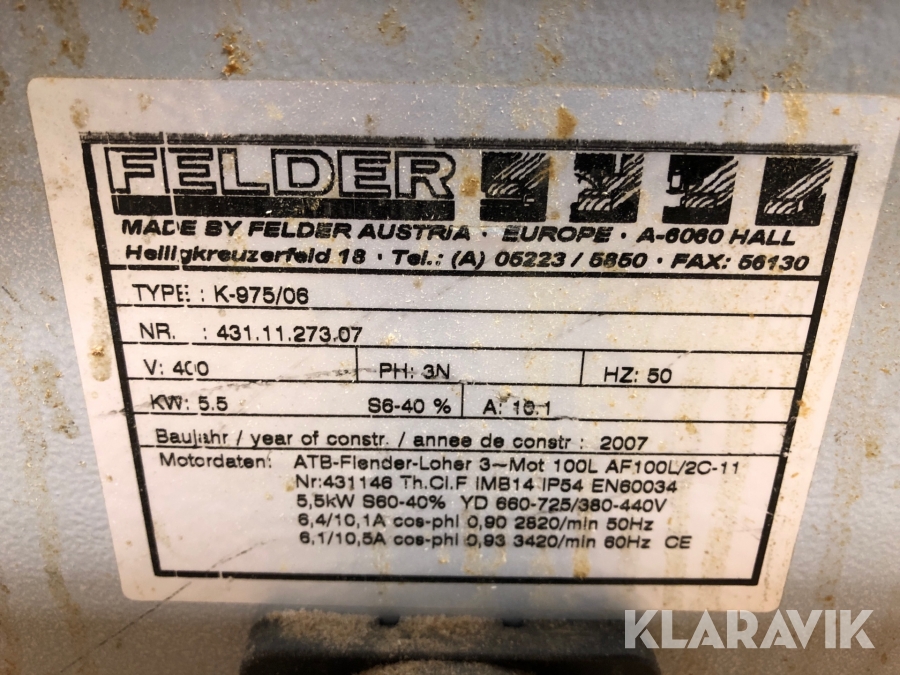 FELDER
MADE BY FELDER AUSTRIA · EUROPE · A-6060 HALL
Heiligkreuzerfeld 18 · Tel.: (A) 05223 / 5850 · FAX: 56130
TYPE : K-975/06
NR. : 431.11.273.07
V: 400 PH: 3N HZ: 50
KW: 5.5 S6-40 % A: 10.1
Baujahr / year of constr. / annee de constr : 2007
Motordaten: ATB-Flender-Loher 3~Mot 100L AF100L/2C-11
Nr:431146 Th.Cl.F IMB14 IP54 EN60034
5,5kW S60-40% YD 660-725/380-440V
6,4/10,1A cos-phi 0,90 2820/min 50Hz
6,1/10,5A cos-phi 0,93 3420/min 60Hz CE
KLARAVIK